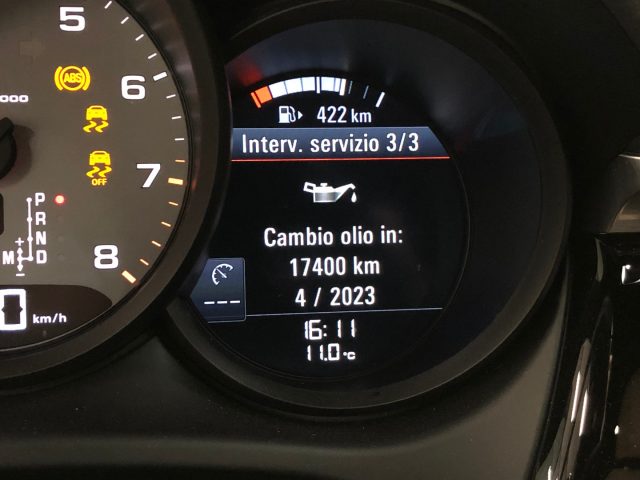 5
6
7
8
000
ABS
OFF
P
R
N
M D
+
-
km/h
422 km
Interv. servizio 3/3
Cambio olio in:
17400 km
4 / 2023
---
16:11
11.0°C